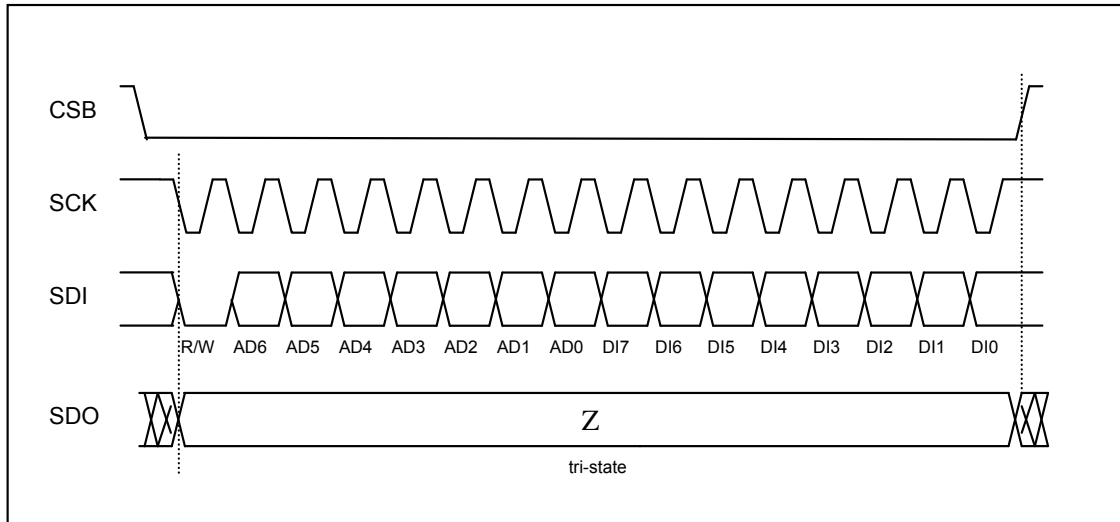 CSB
SCK
SDI
R/W AD6 AD5 AD4 AD3 AD2 AD1 AD0 DI7 DI6 DI5 DI4 DI3 DI2 DI1 DI0
SDO
Z
tri-state